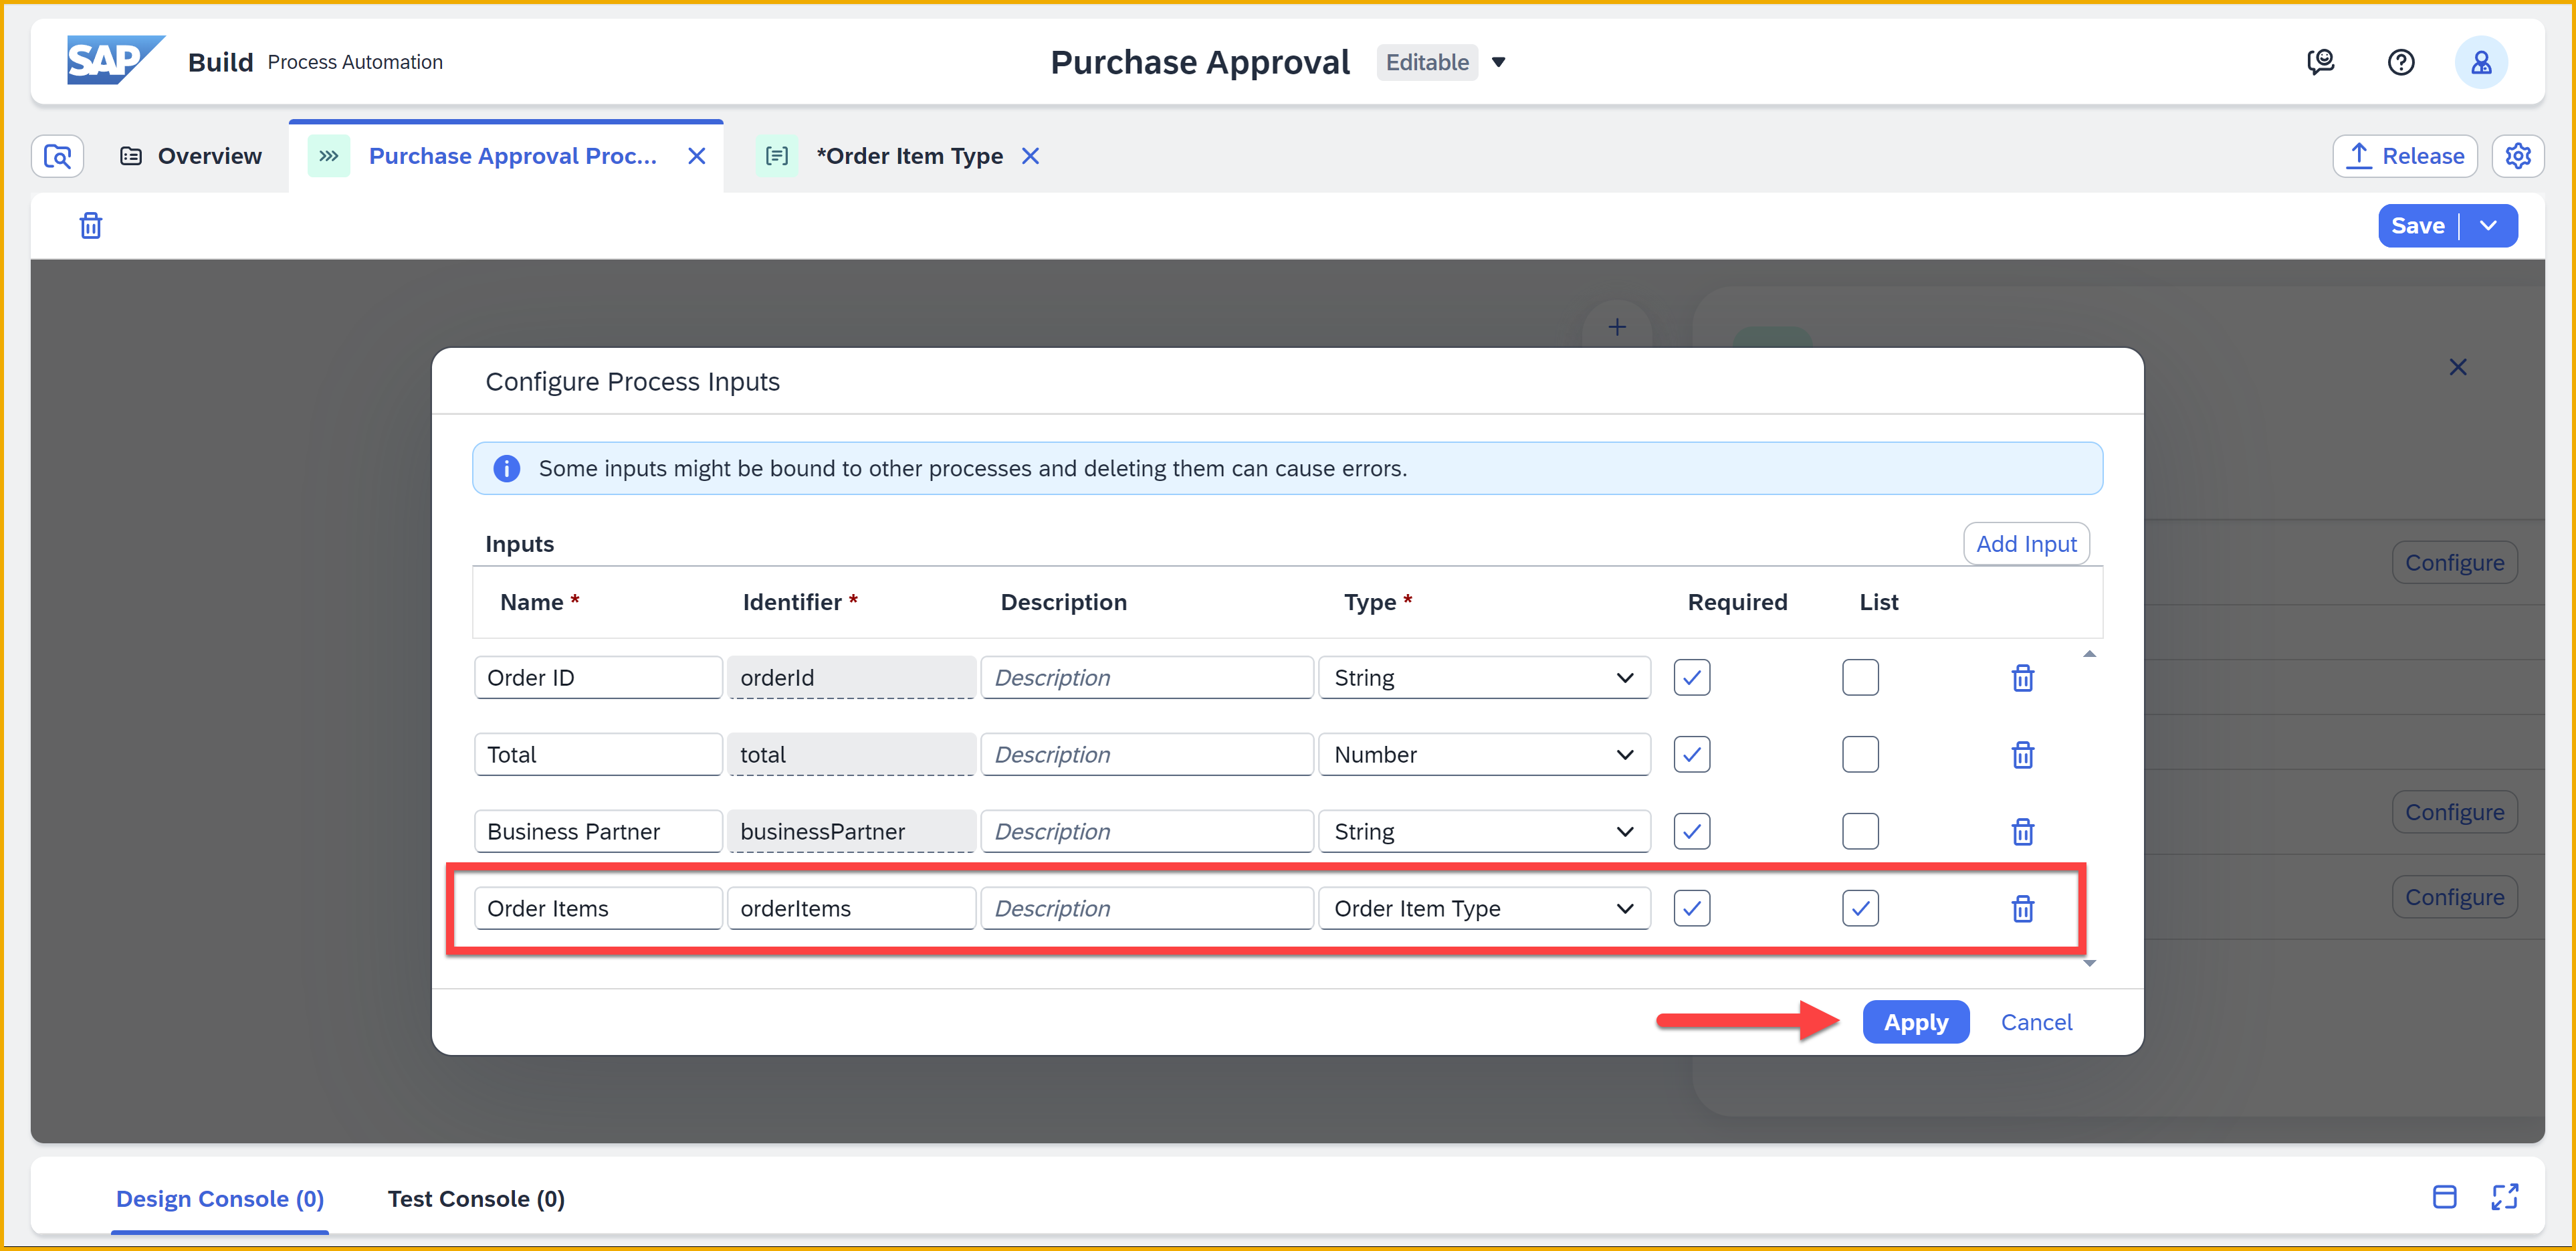 SAP Build Process Automation
Purchase Approval Editable
Overview
Purchase Approval Proc...
*Order Item Type
Release
Save
Configure Process Inputs
Some inputs might be bound to other processes and deleting them can cause errors.
Inputs
Add Input
Name * Identifier * Description Type * Required List
Order ID orderId Description String
Total total Description Number
Business Partner businessPartner Description String
Order Items orderItems Description Order Item Type
Apply Cancel
Configure
Configure
Configure
Design Console (0) Test Console (0)